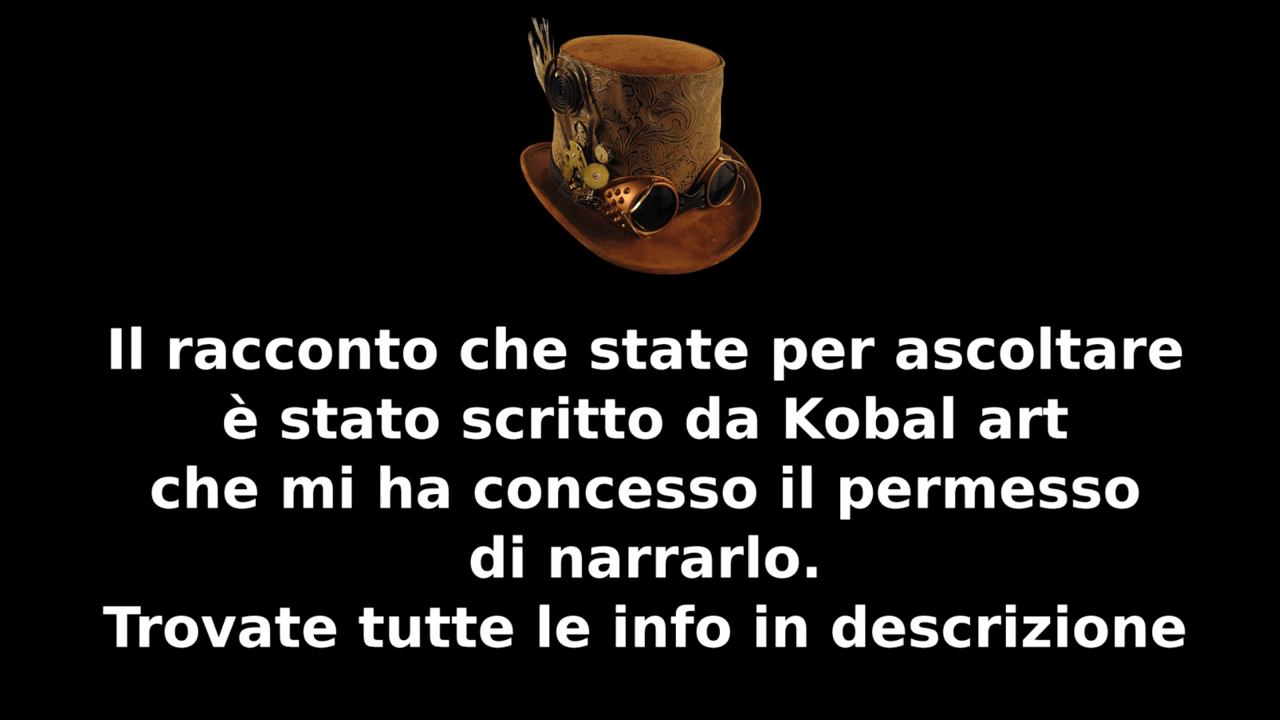 Il racconto che state per ascoltare
è stato scritto da Kobal art
che mi ha concesso il permesso
di narrarlo.
Trovate tutte le info in descrizione